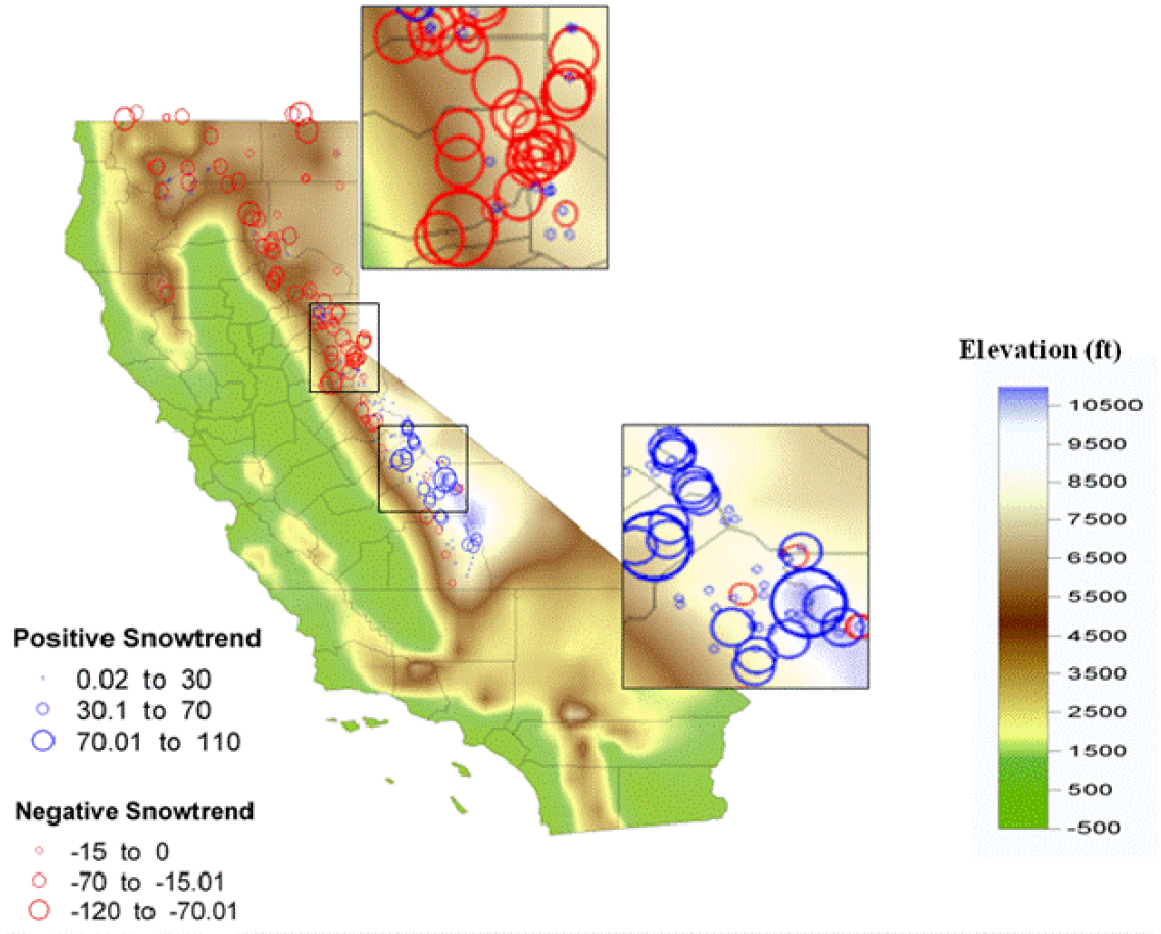 Elevation (ft)
10500
9500
8500
7500
6500
5500
4500
3500
2500
1500
500
-500
Positive Snowtrend
0.02 to 30
30.1 to 70
70.01 to 110
Negative Snowtrend
-15 to 0
-70 to -15.01
-120 to -70.01